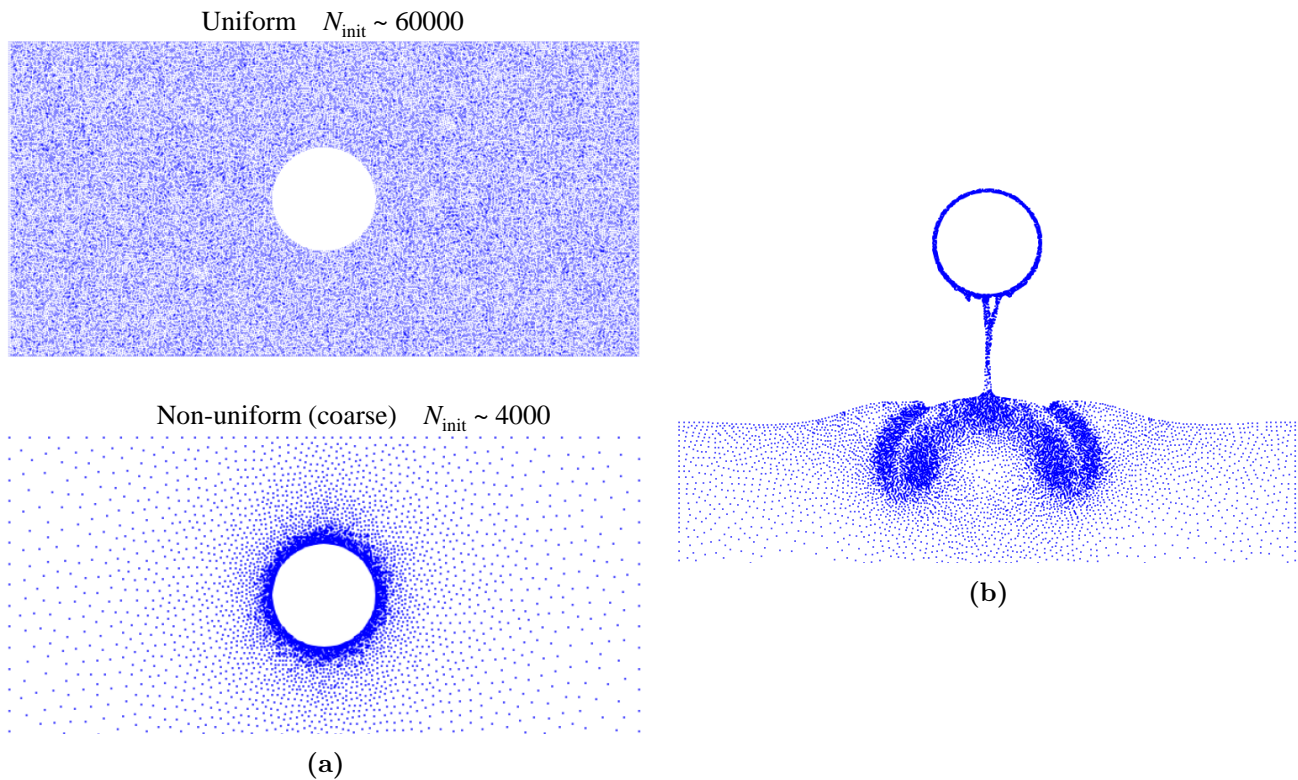 Uniform N_init ~ 60000
Non-uniform (coarse) N_init ~ 4000
(a)
(b)